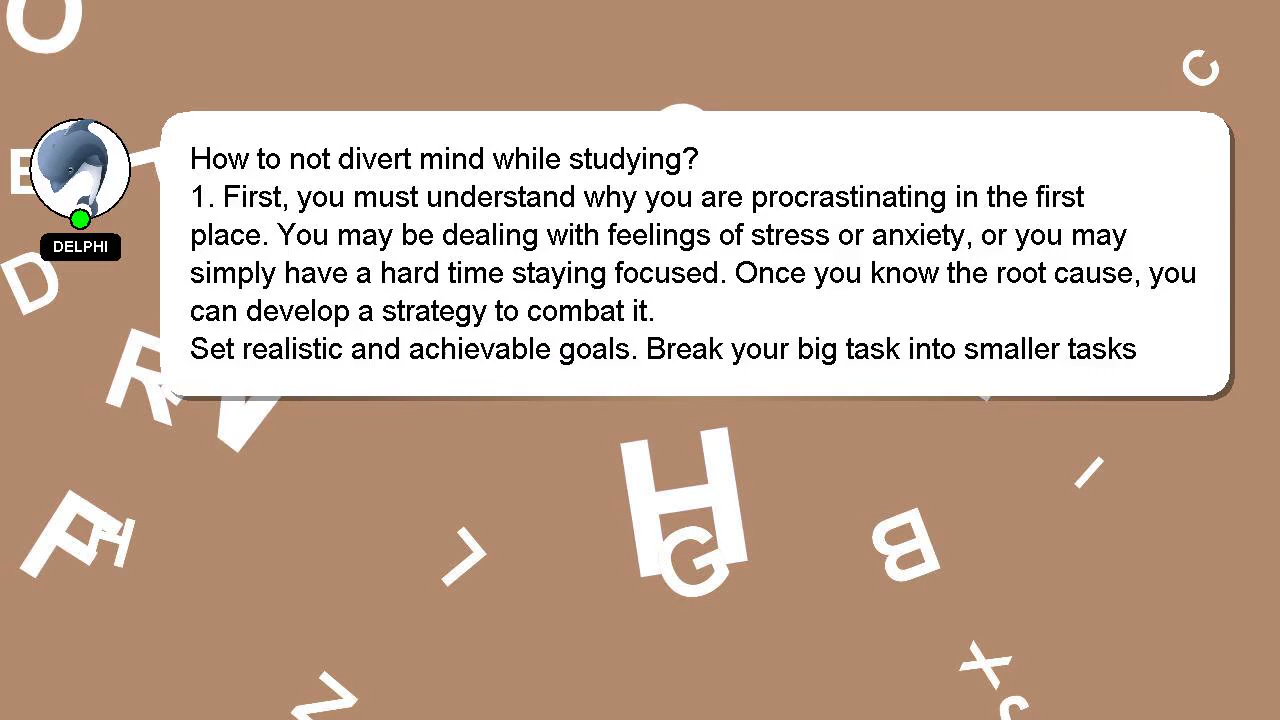 O
C
E
How to not divert mind while studying?
1. First, you must understand why you are procrastinating in the first
place. You may be dealing with feelings of stress or anxiety, or you may
simply have a hard time staying focused. Once you know the root cause, you
can develop a strategy to combat it.
Set realistic and achievable goals. Break your big task into smaller tasks
DELPHI
D
R
V
H
I
F
H
L
G
B
X
Z
J